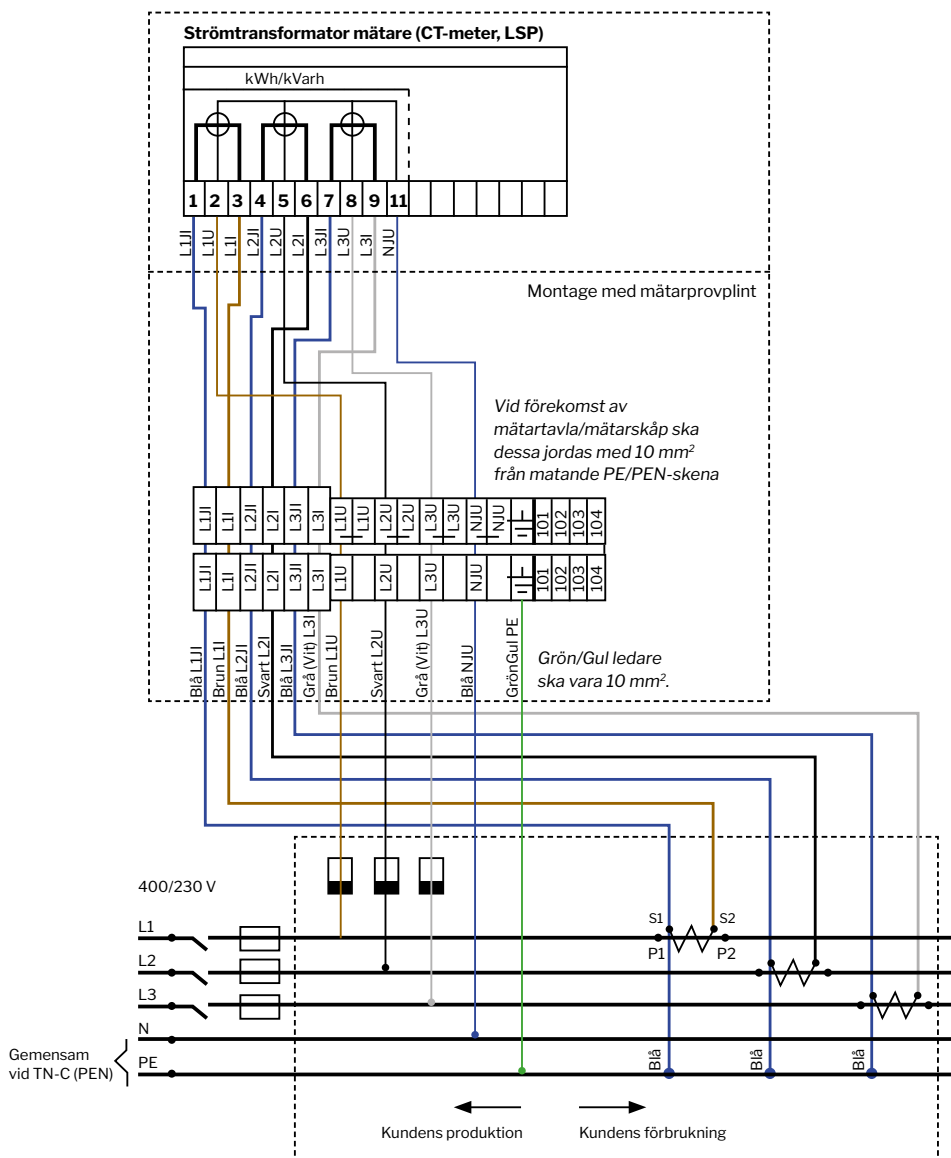 Strömtransformator mätare (CT-meter, LSP)
kWh/kVarh
1 2 3 4 5 6 7 8 9 11
L1JI L1U L1I L2JI L2U L2I L3JI L3U L3I NJU
Montage med mätarprovplint
Vid förekomst av
mätartavla/mätarskåp ska
dessa jordas med 10 mm²
från matande PE/PEN-skena
L1JI L1I L2JI L2I L3JI L3I L1U L1U L2U L2U L3U L3U NJU NJU 101 102 103 104
L1JI L1I L2JI L2I L3JI L3I L1U L2U L3U NJU 101 102 103 104
Blå L1JI
Brun L1I
Blå L2JI
Svart L2I
Blå L3JI
Grå (Vit) L3I
Brun L1U
Svart L2U
Grå (Vit) L3U
Blå NJU
GrönGul PE
Grön/Gul ledare
ska vara 10 mm².
400/230 V
L1
S1 S2
P1 P2
L2
L3
N
Gemensam
vid TN-C (PEN)
PE
Blå Blå Blå
Kundens produktion
Kundens förbrukning